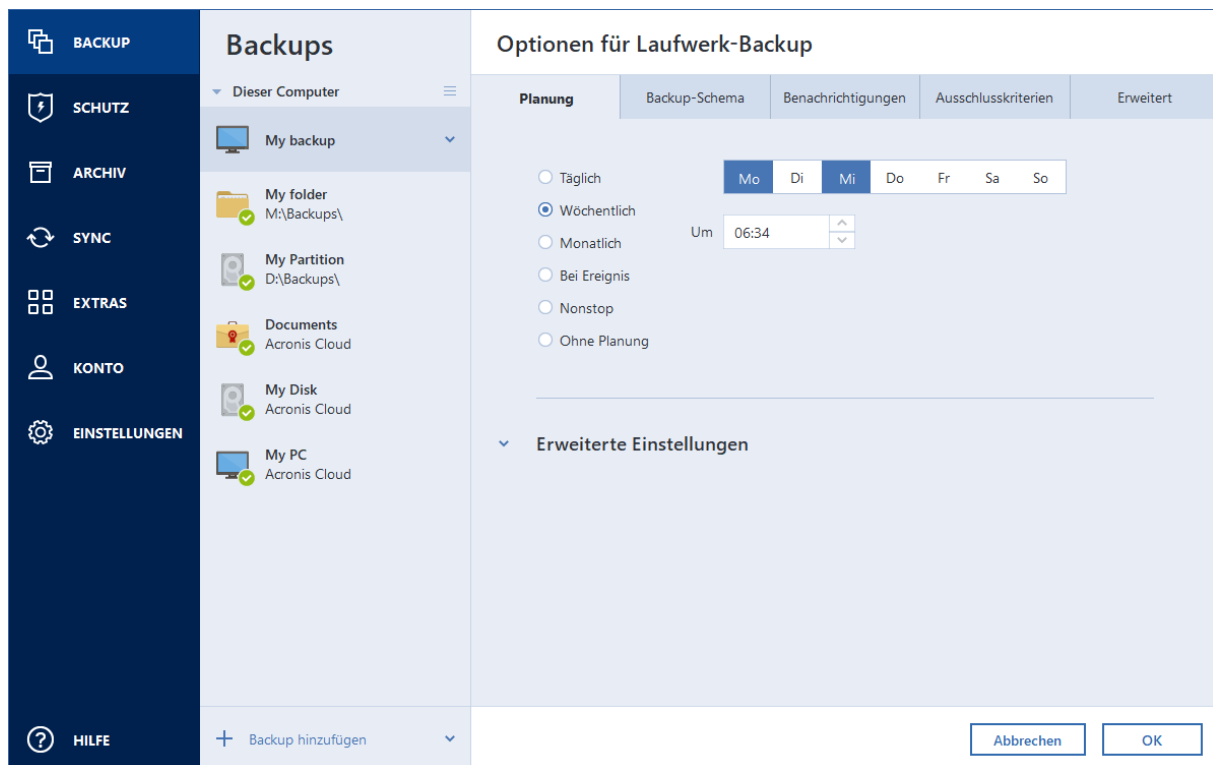 BACKUP
SCHUTZ
ARCHIV
SYNC
EXTRAS
KONTO
EINSTELLUNGEN
HILFE
Backups
Dieser Computer
My backup
My folder
M:\Backups\
My Partition
D:\Backups\
Documents
Acronis Cloud
My Disk
Acronis Cloud
My PC
Acronis Cloud
Backup hinzufügen
Optionen für Laufwerk-Backup
Planung Backup-Schema Benachrichtigungen Ausschlusskriterien Erweitert
Täglich
Wöchentlich
Monatlich
Bei Ereignis
Nonstop
Ohne Planung
Mo Di Mi Do Fr Sa So
Um 06:34
Erweiterte Einstellungen
Abbrechen OK